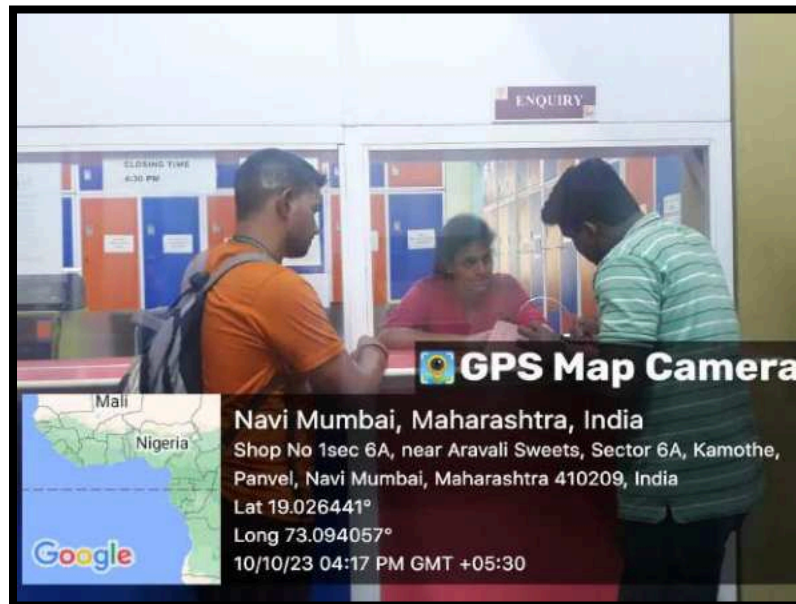 ENQUIRY
CLOSING TIME
4:30 PM
GPS Map Camera
Mali
Nigeria
Google
Navi Mumbai, Maharashtra, India
Shop No 1sec 6A, near Aravali Sweets, Sector 6A, Kamothe,
Panvel, Navi Mumbai, Maharashtra 410209, India
Lat 19.026441°
Long 73.094057°
10/10/23 04:17 PM GMT +05:30